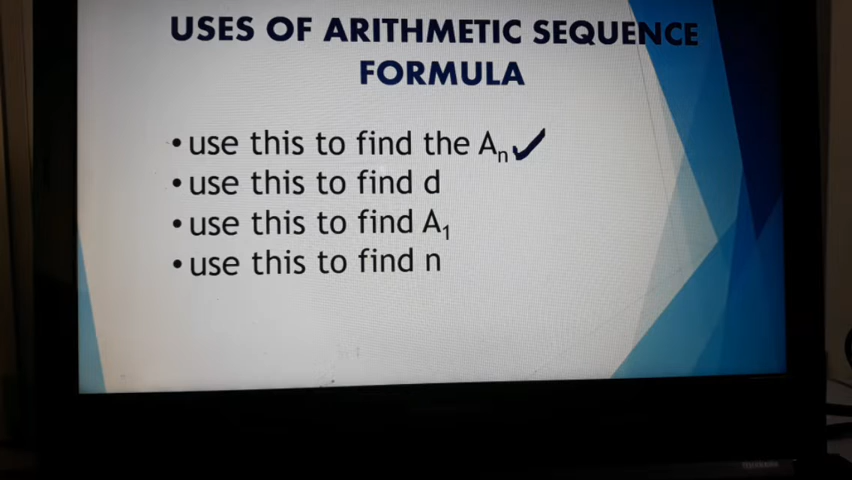 USES OF ARITHMETIC SEQUENCE
FORMULA
•use this to find the Aₙ✓
•use this to find d
•use this to find A₁
•use this to find n